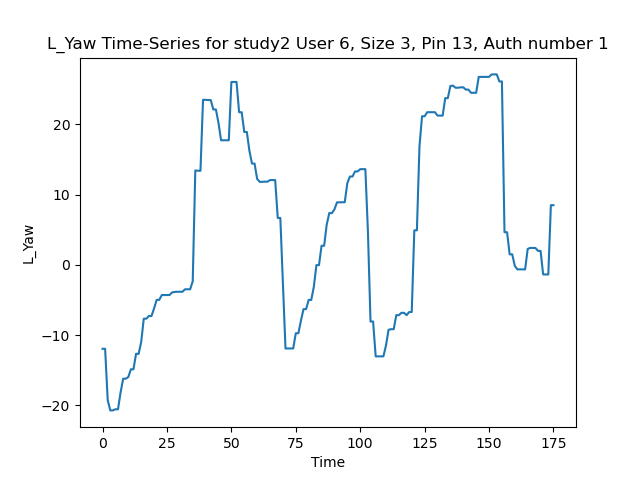 L_Yaw Time-Series for study2 User 6, Size 3, Pin 13, Auth number 1
20
10
0
−10
−20
L_Yaw
0 25 50 75 100 125 150 175
Time